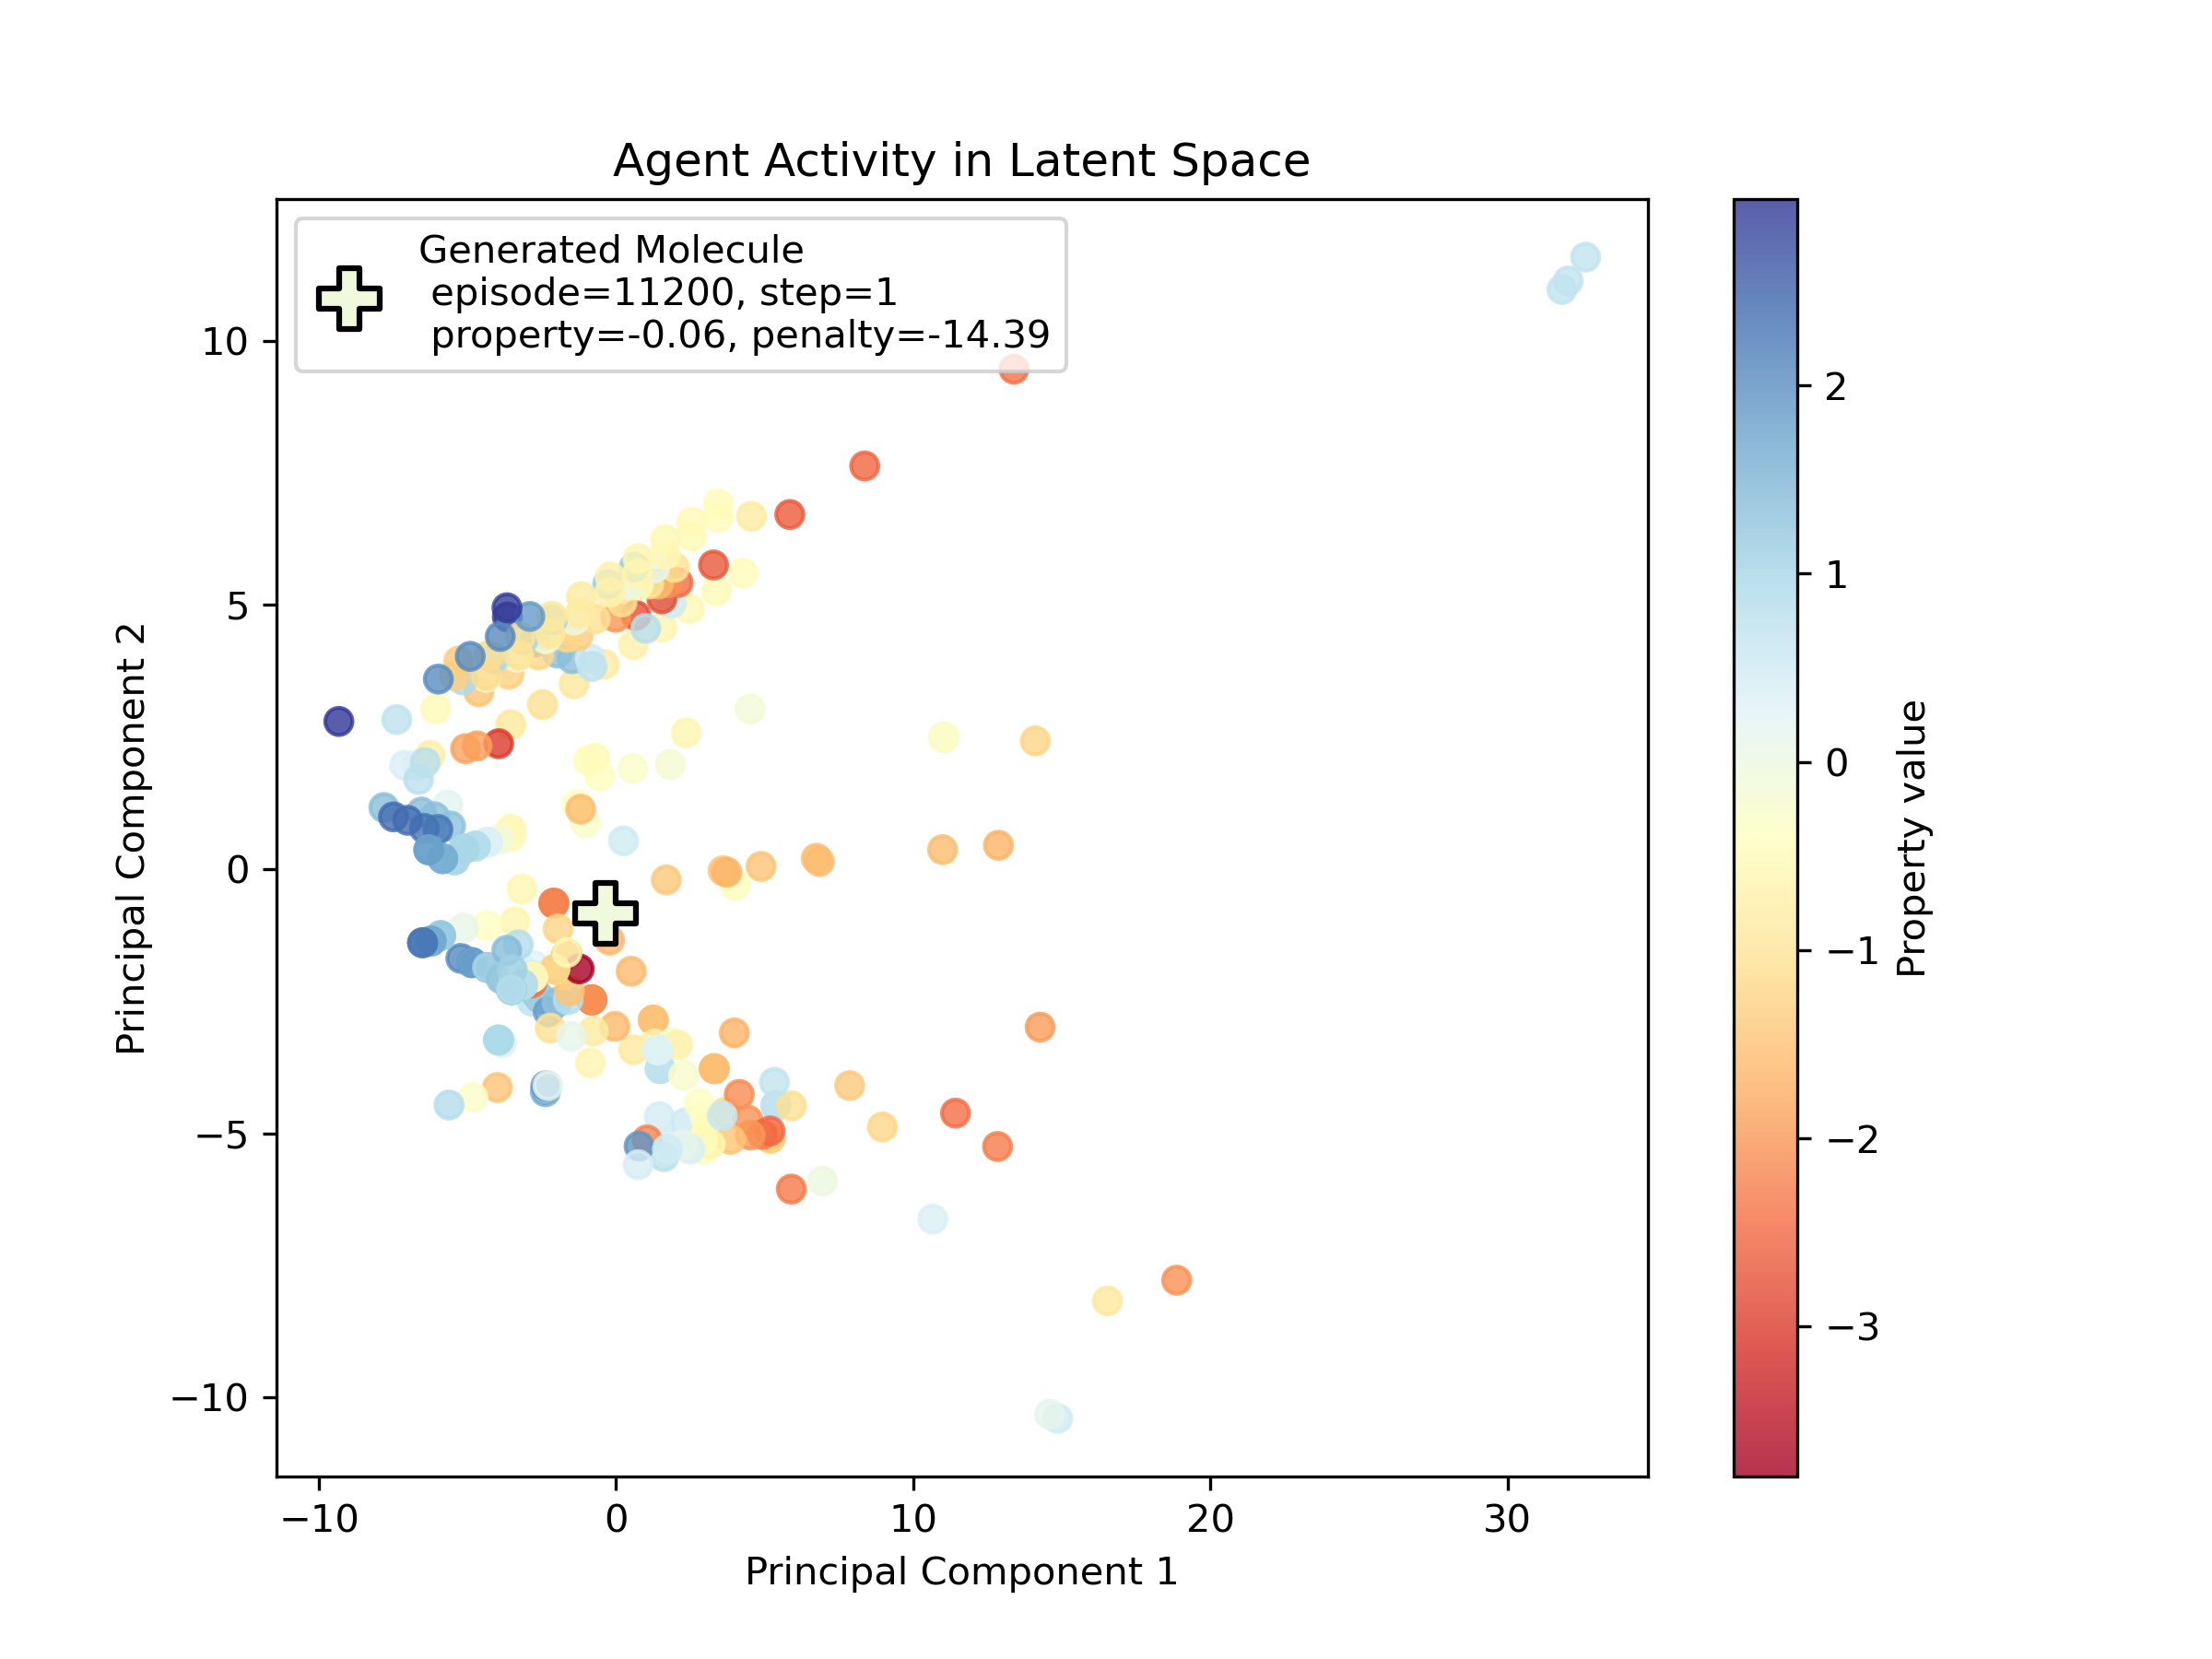 Agent Activity in Latent Space
Generated Molecule
episode=11200, step=1
property=-0.06, penalty=-14.39
10
5
0
−5
−10
Principal Component 2
−10
0
10
20
30
Principal Component 1
2
1
0
−1
−2
−3
Property value